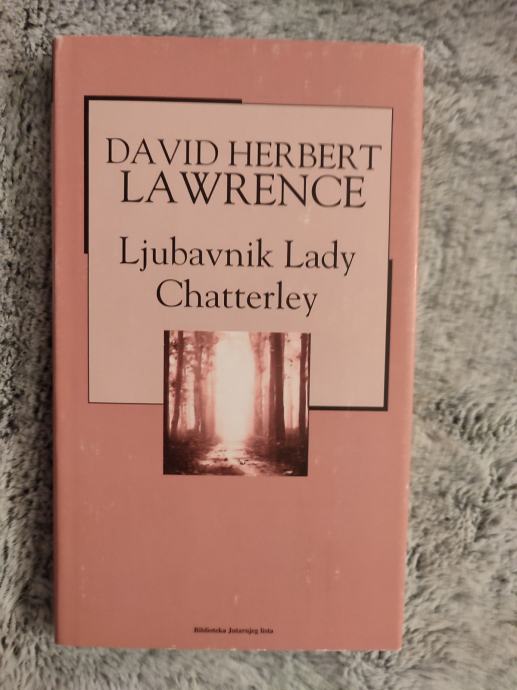 DAVID HERBERT
LAWRENCE
Ljubavnik Lady
Chatterley
Biblioteka Jutarnjeg lista